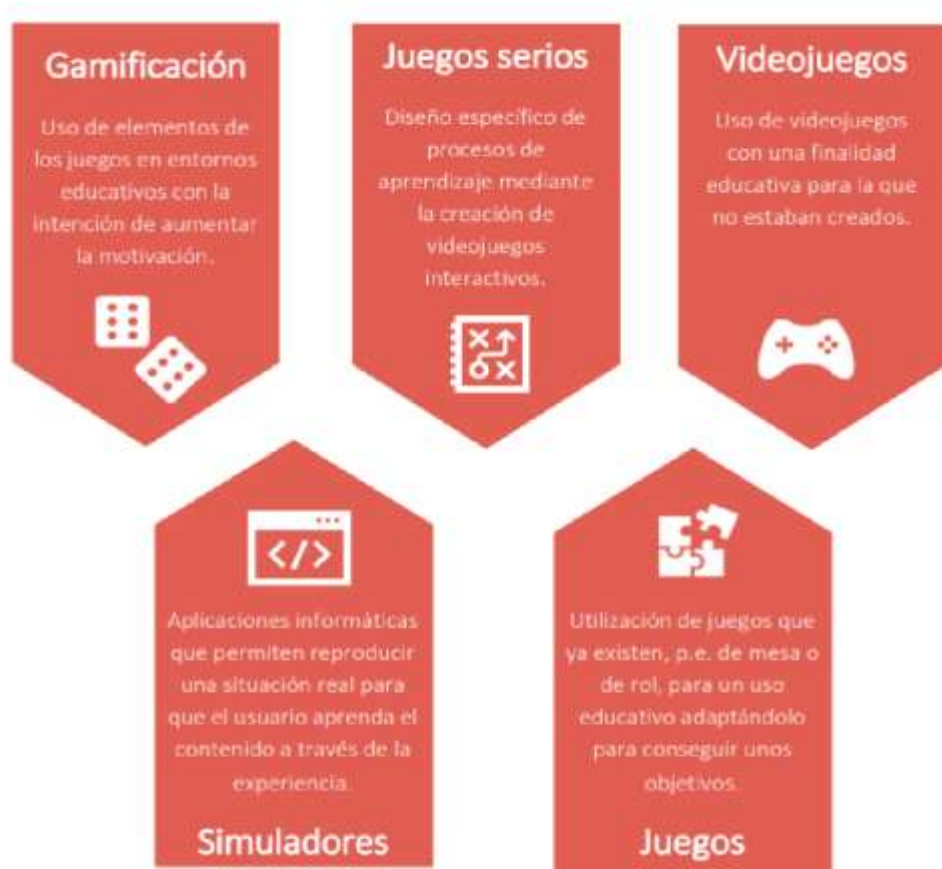 Gamificación
Uso de elementos de
los juegos en entornos
educativos con la
intención de aumentar
la motivación.
Juegos serios
Diseño específico de
procesos de
aprendizaje mediante
la creación de
videojuegos
interactivos.
Videojuegos
Uso de videojuegos
con una finalidad
educativa para la que
no estaban creados.
</>
Aplicaciones informáticas
que permiten reproducir
una situación real para
que el usuario aprenda el
contenido a través de la
experiencia.
Simuladores
Utilización de juegos que
ya existen, p.e. de mesa o
de rol, para un uso
educativo adaptándolo
para conseguir unos
objetivos.
Juegos